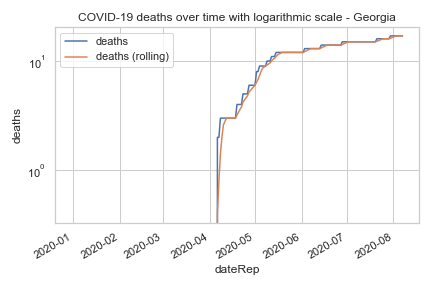 COVID-19 deaths over time with logarithmic scale - Georgia
deaths
deaths (rolling)
10¹
10⁰
deaths
2020-01
2020-02
2020-03
2020-04
2020-05
2020-06
2020-07
2020-08
dateRep